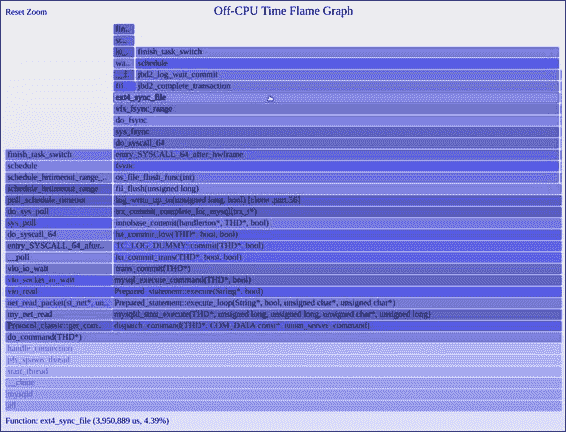 Reset Zoom
Off-CPU Time Flame Graph
fin..
sc..
io_.. finish_task_switch
wa.. schedule
__f.. jbd2_log_wait_commit
fil.. jbd2_complete_transaction
ext4_sync_file
vfs_fsync_range
do_fsync
sys_fsync
do_syscall_64
finish_task_switch entry_SYSCALL_64_after_hwframe
schedule fsync
schedule_hrtimeout_range_.. os_file_flush_func(int)
schedule_hrtimeout_range fil_flush(unsigned long)
poll_schedule_timeout log_write_up_to(unsigned long, bool) [clone .part.56]
do_sys_poll trx_commit_complete_for_mysql(trx_t*)
sys_poll innobase_commit(handlerton*, THD*, bool)
do_syscall_64 ha_commit_low(THD*, bool, bool)
entry_SYSCALL_64_after.. TC_LOG_DUMMY::commit(THD*, bool)
__poll ha_commit_trans(THD*, bool, bool)
vio_io_wait trans_commit(THD*)
vio_socket_io_wait mysql_execute_command(THD*, bool)
vio_read Prepared_statement::execute(String*, bool)
net_read_packet(st_net*, un... Prepared_statement::execute_loop(String*, bool, unsigned char*, unsigned char*)
my_net_read mysqld_stmt_execute(THD*, unsigned long, unsigned long, unsigned char*, unsigned long)
Protocol_classic::get_com.. dispatch_command(THD*, COM_DATA const*, enum_server_command)
do_command(THD*)
handle_connection
pfs_spawn_thread
start_thread
__clone
mysqld
all
Function: ext4_sync_file (3,950,889 us, 4.39%)